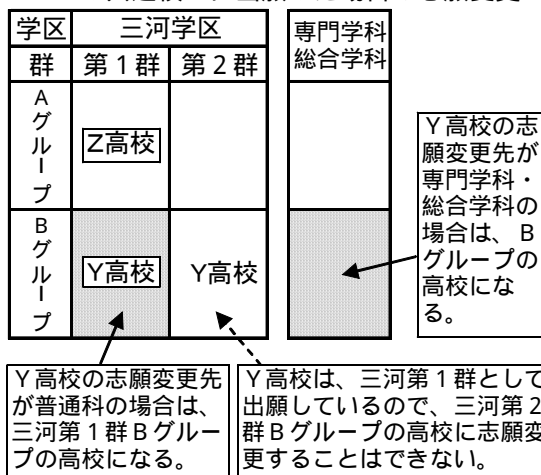 学区 三河学区 専門学科
総合学科
群 第1群 第2群
Aグループ Z高校
Bグループ Y高校 Y高校
Y高校の志
願変更先が
専門学科・
総合学科の
場合は、B
グループの
高校にな
る。
Y高校の志願変更先
が普通科の場合は、
三河第1群Bグルー
プの高校になる。
Y高校は、三河第1群として
出願しているので、三河第2
群Bグループの高校に志願変
更することはできない。